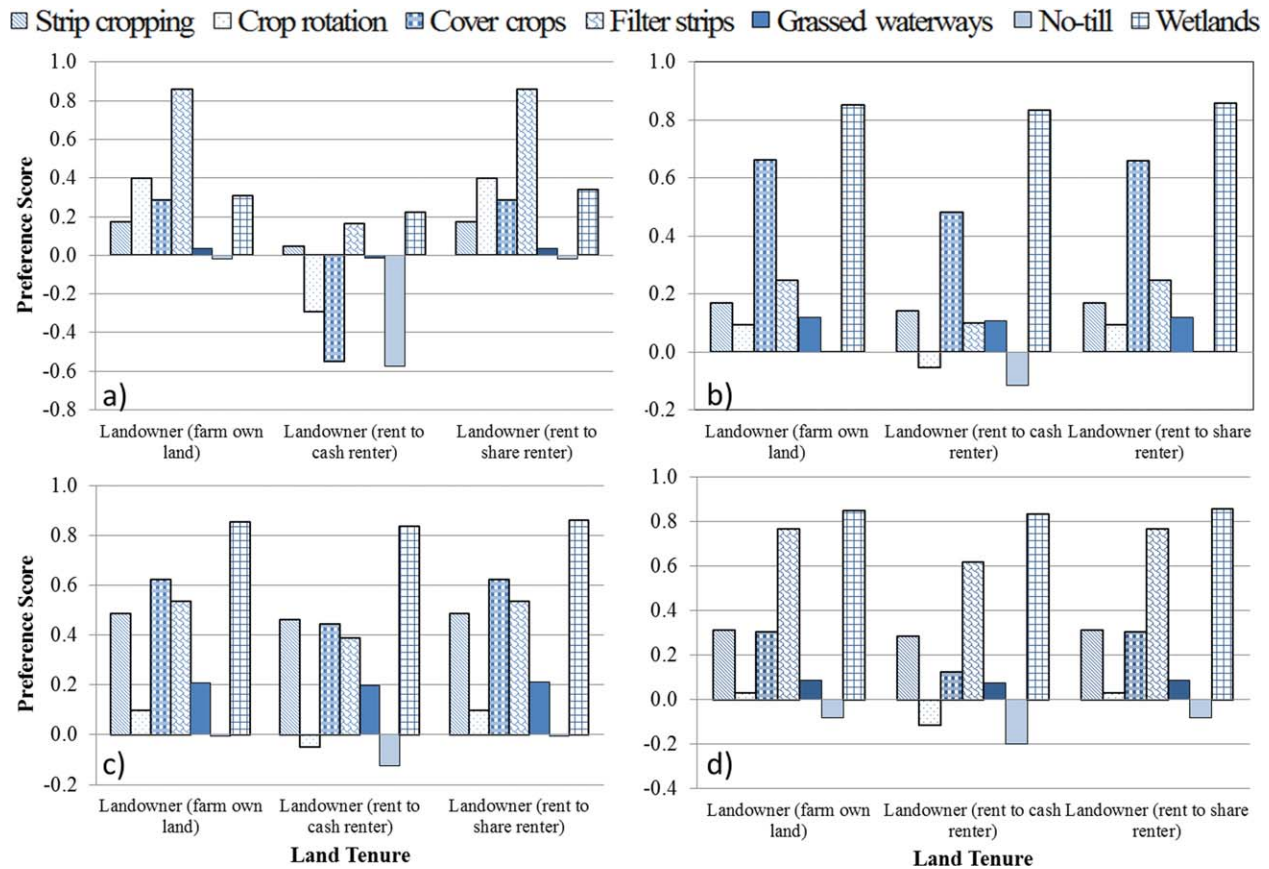 Strip cropping Crop rotation Cover crops Filter strips Grassed waterways No-till Wetlands
1.0
0.8
0.6
0.4
0.2
0.0
-0.2
-0.4
-0.6
-0.8
Preference Score
a)
Landowner (farm own
land)
Landowner (rent to
cash renter)
Landowner (rent to
share renter)
1.0
0.8
0.6
0.4
0.2
0.0
-0.2
b)
Landowner (farm own
land)
Landowner (rent to cash
renter)
Landowner (rent to share
renter)
1.0
0.8
0.6
0.4
0.2
0.0
-0.2
Preference Score
c)
Landowner (farm own
land)
Landowner (rent to
cash renter)
Landowner (rent to
share renter)
Land Tenure
1.0
0.8
0.6
0.4
0.2
0.0
-0.2
-0.4
d)
Landowner (farm own
land)
Landowner (rent to cash
renter)
Landowner (rent to share
renter)
Land Tenure